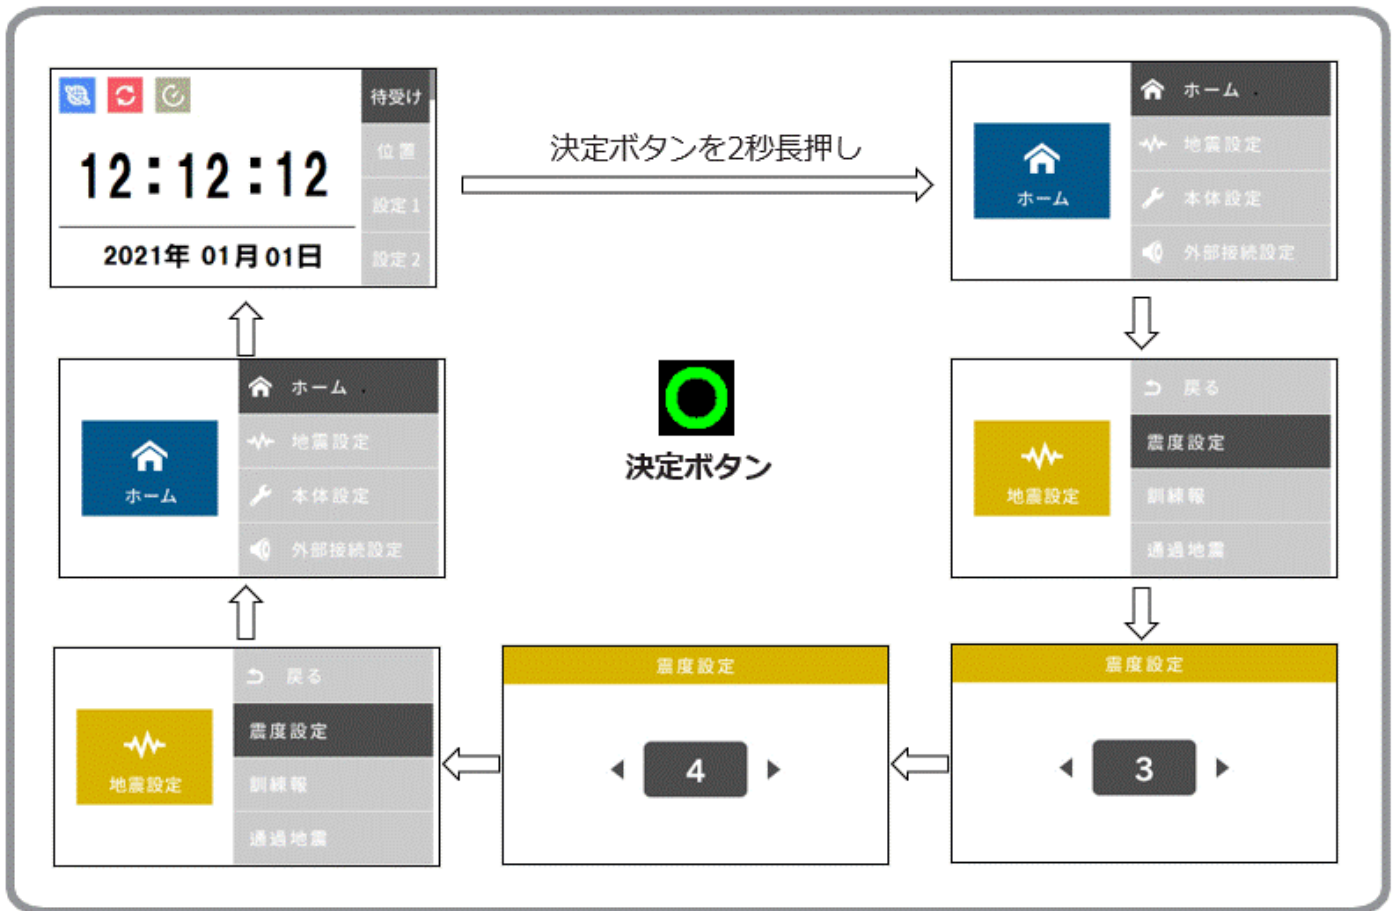 待受け
位置
12:12:12
設定1
2021年 01月01日
設定2
決定ボタンを2秒長押し
ホーム
ホーム
地震設定
本体設定
外部接続設定
地震設定
戻る
震度設定
訓練報
通過地震
震度設定
3
震度設定
4
地震設定
戻る
震度設定
訓練報
通過地震
ホーム
ホーム
地震設定
本体設定
外部接続設定
決定ボタン